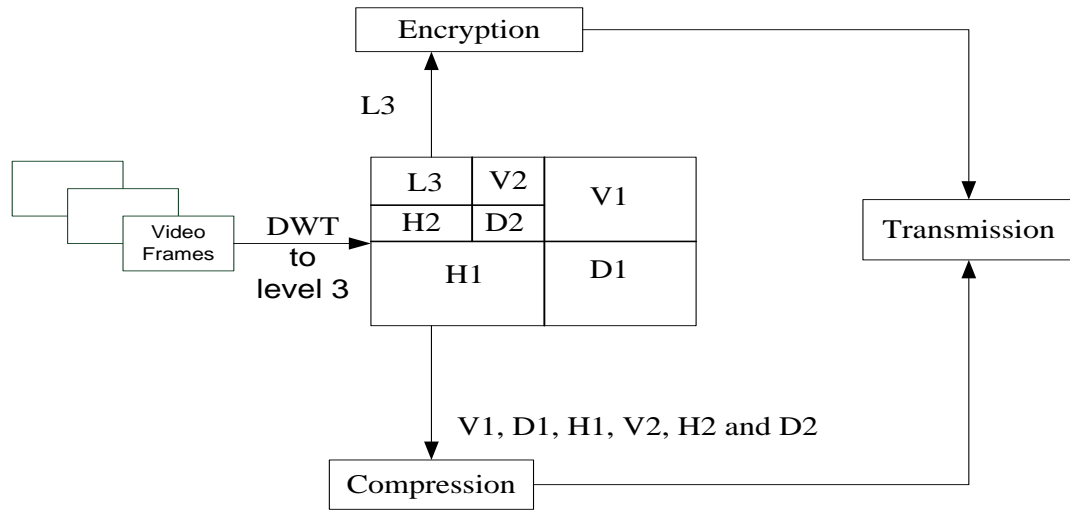 Encryption
L3
L3
V2
V1
H2
D2
H1
D1
Video
Frames
DWT
to
level 3
Transmission
V1, D1, H1, V2, H2 and D2
Compression